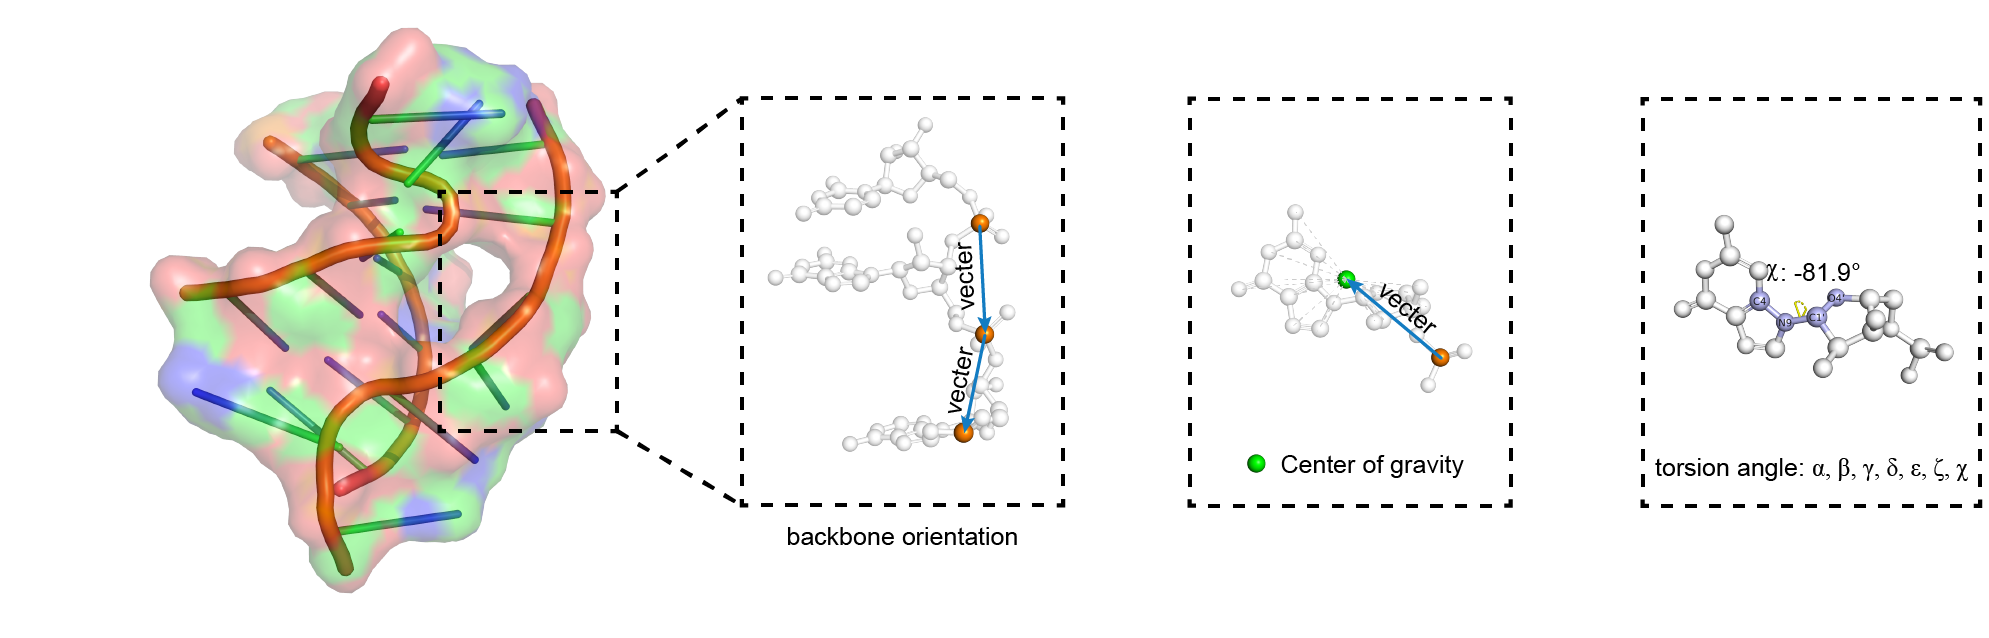 vecter
vecter
backbone orientation
vecter
Center of gravity
χ: -81.9°
C4
O4'
N9
C1'
torsion angle: α, β, γ, δ, ε, ζ, χ